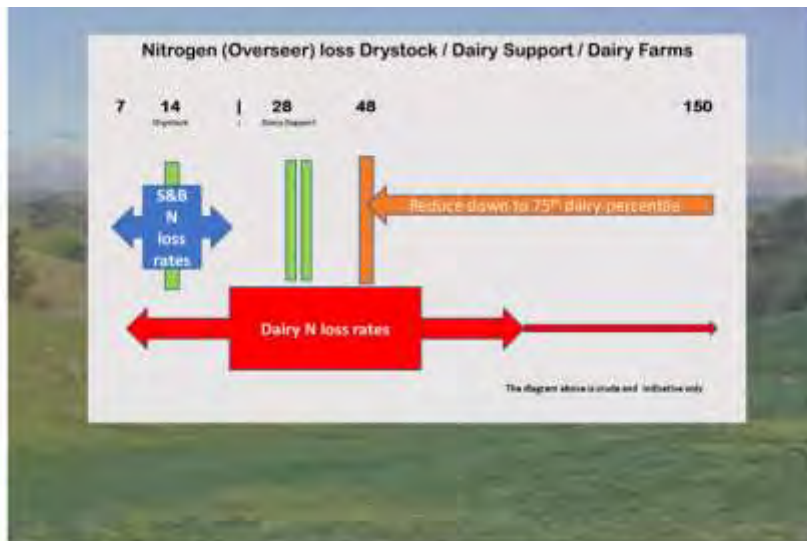 Nitrogen (Overseer) loss Drystock / Dairy Support / Dairy Farms
7 14 | 28 48 150
Drystock Dairy Support
S&B
N
loss
rates
Reduce down to 75th dairy percentile
Dairy N loss rates
The diagram above is crude and indicative only